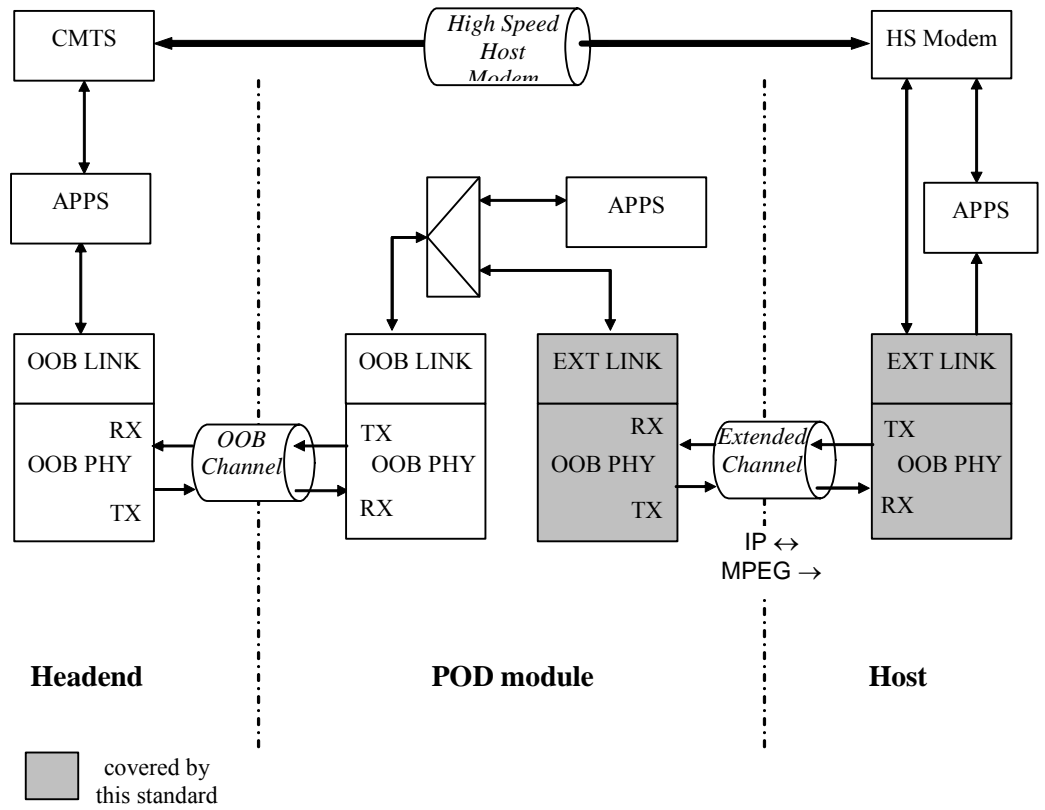 CMTS
High Speed
Host
Modem
HS Modem
APPS
APPS
APPS
OOB LINK
OOB LINK
EXT LINK
EXT LINK
RX
OOB PHY
TX
OOB
Channel
TX
OOB PHY
RX
RX
OOB PHY
TX
Extended
Channel
TX
OOB PHY
RX
IP ↔
MPEG →
Headend
POD module
Host
covered by
this standard